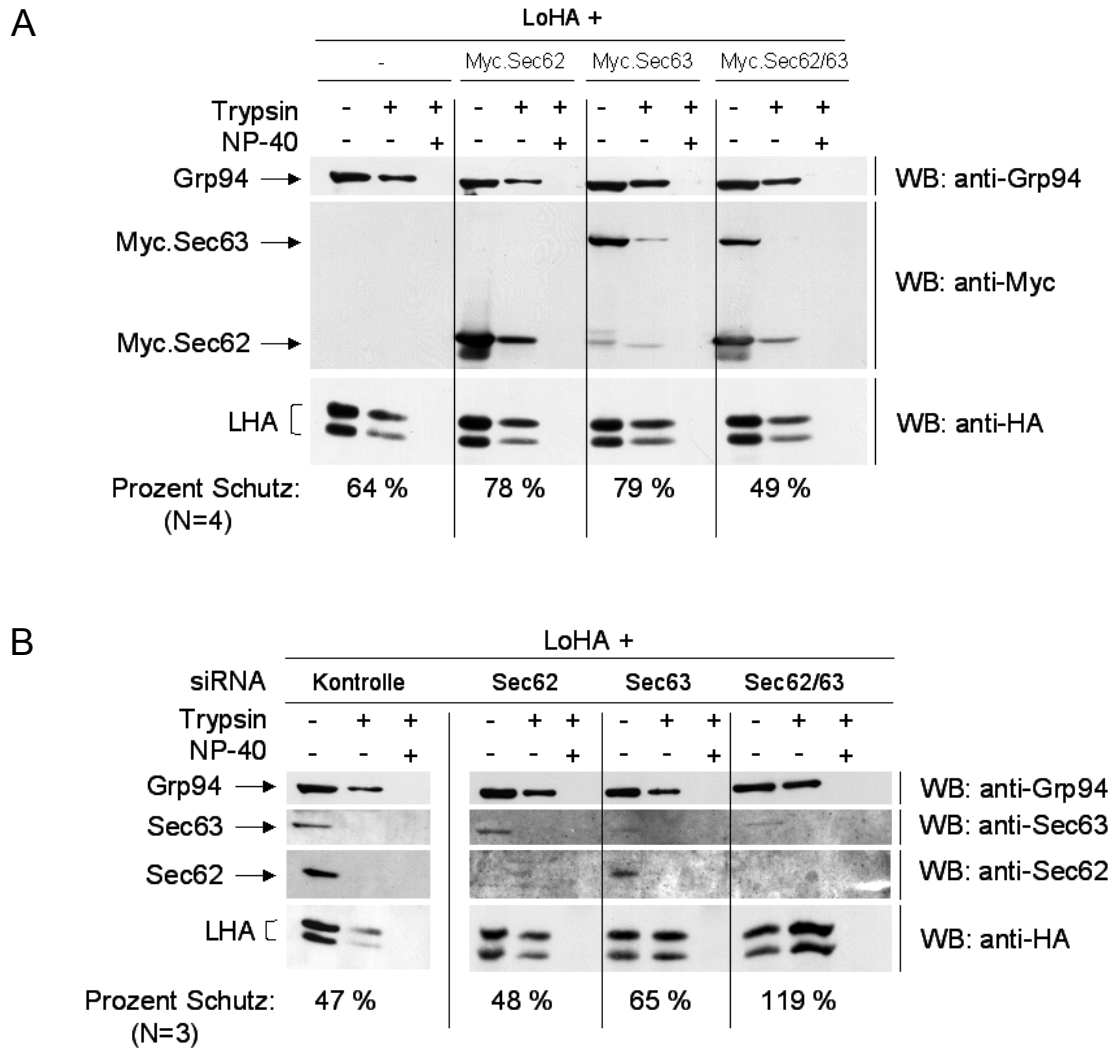 A
LoHA +
- Myc.Sec62 Myc.Sec63 Myc.Sec62/63
Trypsin - + + - + + - + + - + +
NP-40 - - + - - + - - + - - +
Grp94 WB: anti-Grp94
Myc.Sec63
WB: anti-Myc
Myc.Sec62
LHA WB: anti-HA
Prozent Schutz: 64 % 78 % 79 % 49 %
(N=4)
B
LoHA +
siRNA Kontrolle Sec62 Sec63 Sec62/63
Trypsin - + + - + + - + + - + +
NP-40 - - + - - + - - + - - +
Grp94 WB: anti-Grp94
Sec63 WB: anti-Sec63
Sec62 WB: anti-Sec62
LHA WB: anti-HA
Prozent Schutz: 47 % 48 % 65 % 119 %
(N=3)